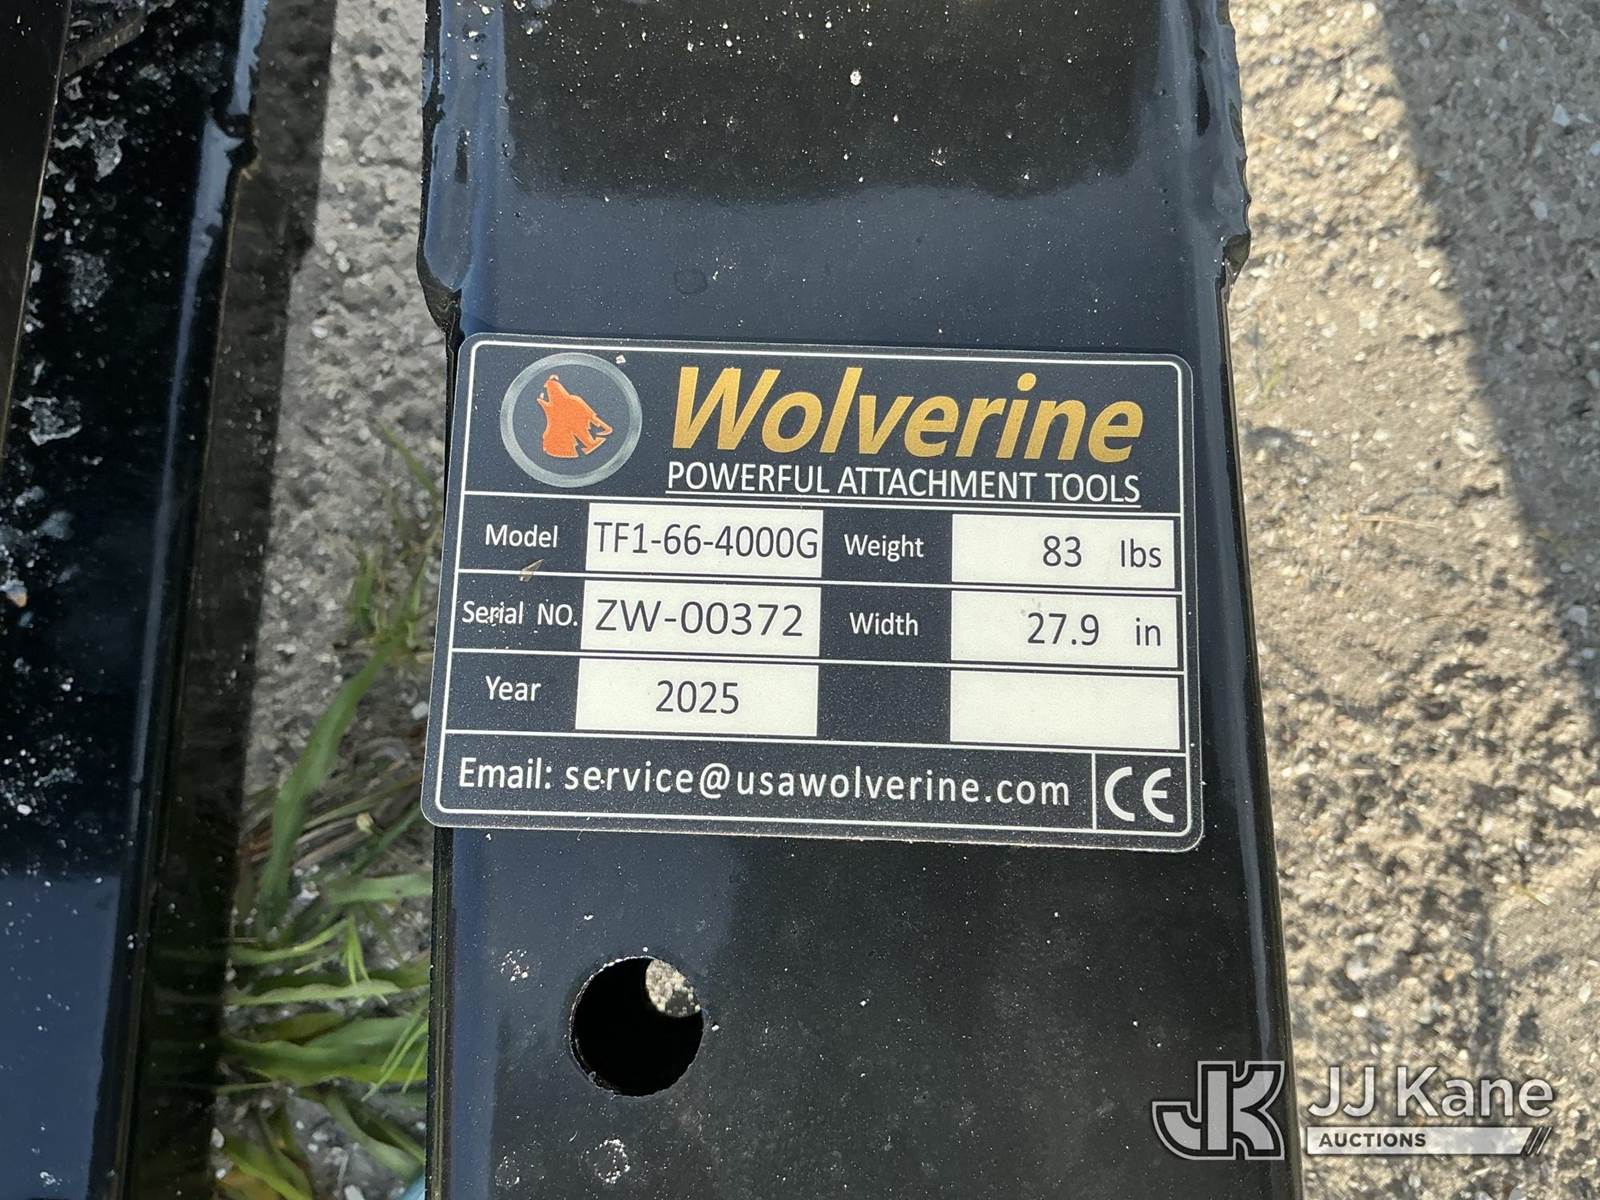 Wolverine
POWERFUL ATTACHMENT TOOLS
Model TF1-66-4000G Weight 83 lbs
Serial NO. ZW-00372 Width 27.9 in
Year 2025
Email: service@usawolverine.com CE
JK JJ Kane
AUCTIONS